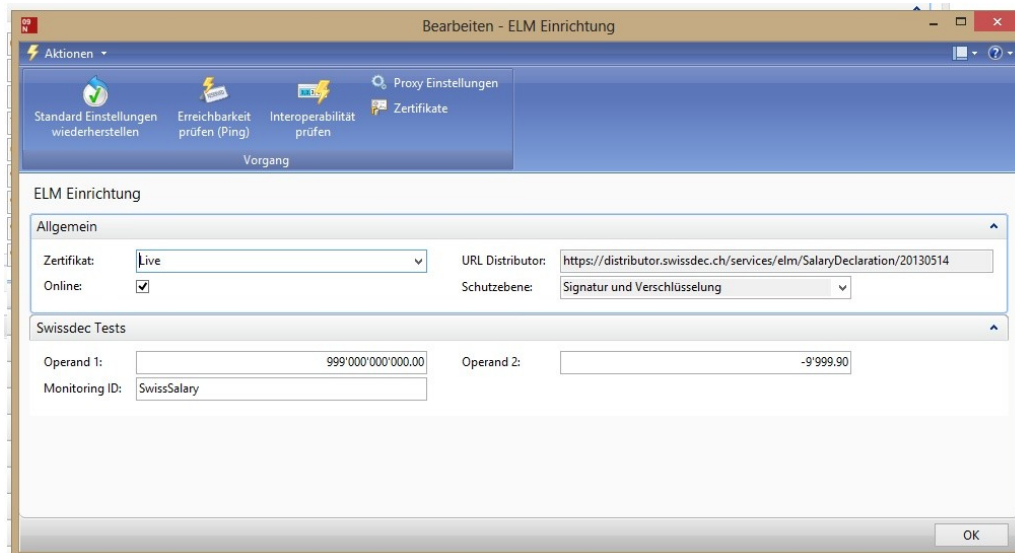 09
N
Bearbeiten - ELM Einrichtung
Aktionen
Standard Einstellungen
wiederherstellen
Erreichbarkeit
prüfen (Ping)
Interoperabilität
prüfen
Proxy Einstellungen
Zertifikate
Vorgang
ELM Einrichtung
Allgemein
Zertifikat: Live URL Distributor: https://distributor.swissdec.ch/services/elm/SalaryDeclaration/20130514
Online: Schutzebene: Signatur und Verschlüsselung
Swissdec Tests
Operand 1: 999'000'000'000.00 Operand 2: -9'999.90
Monitoring ID: SwissSalary
OK